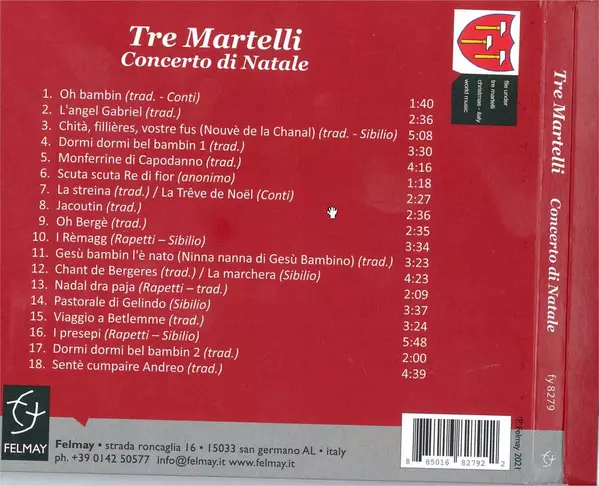 Tre Martelli
Concerto di Natale
1. Oh bambin (trad. - Conti) 1:40
2. L'angel Gabriel (trad.) 2:36
3. Chità, fillières, vostre fus (Nouvè de la Chanal) (trad. - Sibilio) 5:08
4. Dormi dormi bel bambin 1 (trad.) 3:30
5. Monferrine di Capodanno (trad.) 4:16
6. Scuta scuta Re di fior (anonimo) 1:18
7. La streina (trad.) / La Trêve de Noël (Conti) 2:27
8. Jacoutin (trad.) 2:36
9. Oh Bergè (trad.) 2:35
10. I Rèmagg (Rapetti – Sibilio) 3:34
11. Gesù bambin l'è nato (Ninna nanna di Gesù Bambino) (trad.) 3:23
12. Chant de Bergeres (trad.) / La marchera (Sibilio) 4:23
13. Nadal dra paja (Rapetti – trad.) 2:09
14. Pastorale di Gelindo (Sibilio) 3:37
15. Viaggio a Betlemme (trad.) 3:24
16. I presepi (Rapetti – Sibilio) 5:48
17. Dormi dormi bel bambin 2 (trad.) 2:00
18. Sentè cumpaire Andreo (trad.) 4:39
file under
tre martelli
christmas - italy
world music
FELMAY
Felmay • strada roncaglia 16 • 15033 san germano AL • italy
ph. +39 0142 50577 info@felmay.it www.felmay.it
8 85016 82792 2
℗ Felmay, 2021
Tre Martelli Concerto di Natale fy 8279